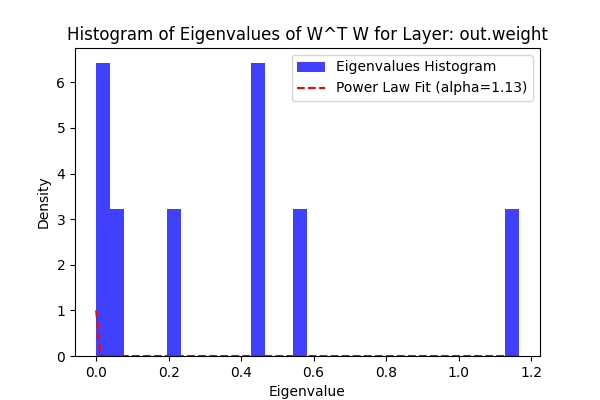 Histogram of Eigenvalues of W^T W for Layer: out.weight
Eigenvalues Histogram
Power Law Fit (alpha=1.13)
Density
6
5
4
3
2
1
0
0.0 0.2 0.4 0.6 0.8 1.0 1.2
Eigenvalue